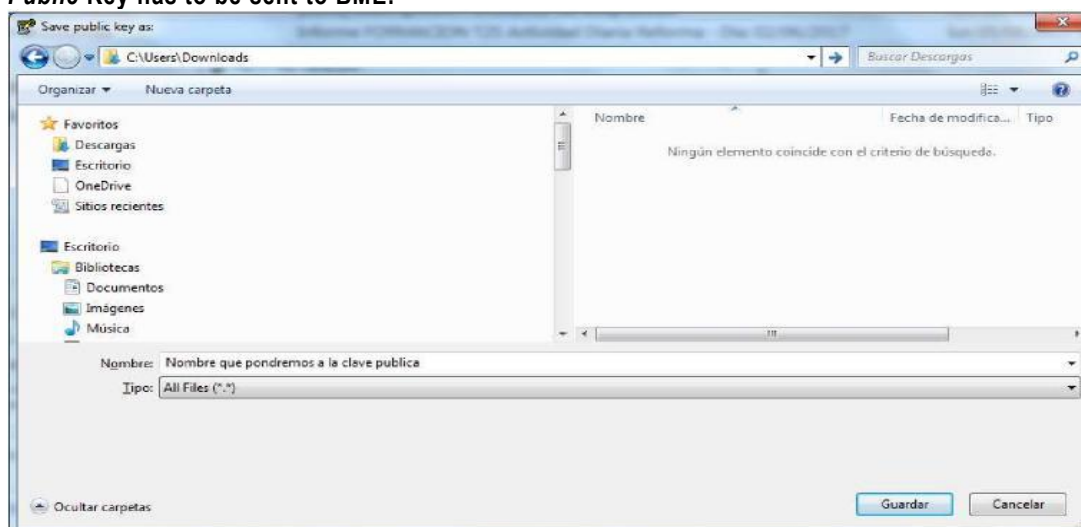 Public Key has to be sent to BME.
Save public key as:
C:\Users\Downloads
Buscar Descargas
Organizar
Nueva carpeta
Favoritos
Descargas
Escritorio
OneDrive
Sitios recientes
Escritorio
Bibliotecas
Documentos
Imágenes
Música
Nombre
Fecha de modifica...
Tipo
Ningún elemento coincide con el criterio de búsqueda.
Nombre: Nombre que pondremos a la clave publica
Tipo: All Files (*.*)
Ocultar carpetas
Guardar
Cancelar